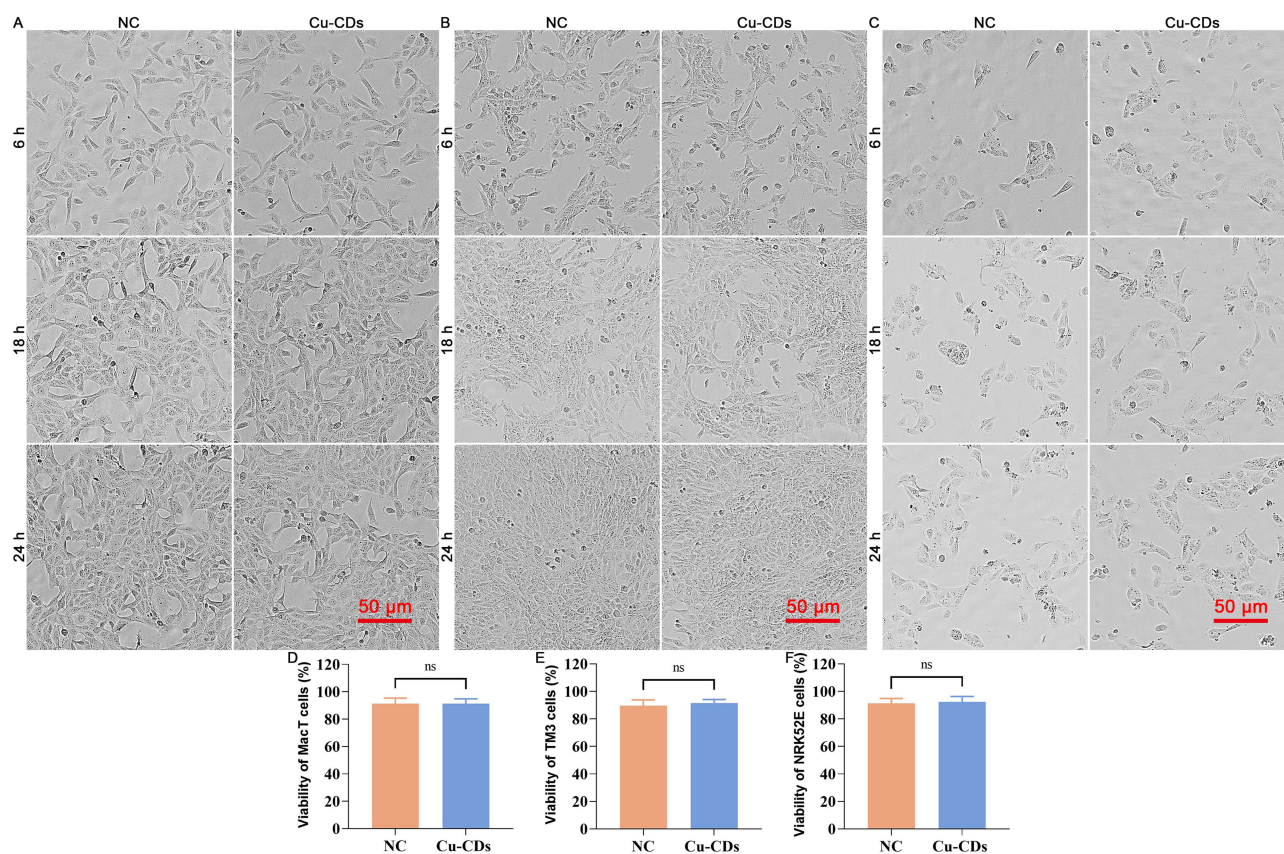 A NC Cu-CDs B NC Cu-CDs C NC Cu-CDs
6 h 6 h 6 h
18 h 18 h 18 h
24 h 24 h 24 h
50 µm 50 µm 50 µm
D
ns
Viability of MacT cells (%)
120
100
80
60
40
20
0
NC Cu-CDs
E
ns
Viability of TM3 cells (%)
120
100
80
60
40
20
0
NC Cu-CDs
F
ns
Viability of NRK52E cells (%)
120
100
80
60
40
20
0
NC Cu-CDs